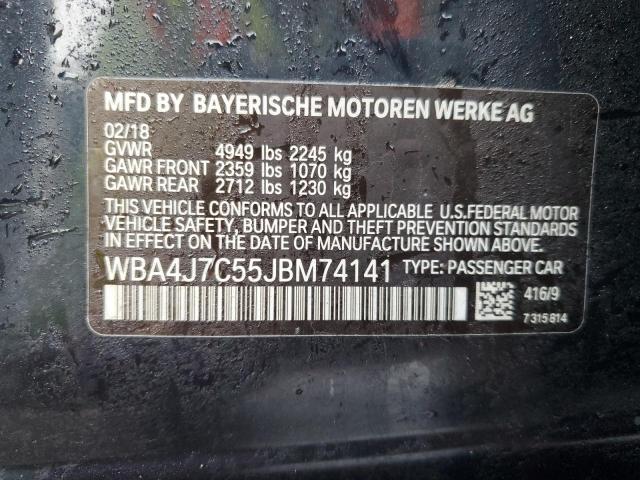 MFD BY BAYERISCHE MOTOREN WERKE AG
02/18
GVWR 4949 lbs 2245 kg
GAWR FRONT 2359 lbs 1070 kg
GAWR REAR 2712 lbs 1230 kg
THIS VEHICLE CONFORMS TO ALL APPLICABLE U.S.FEDERAL MOTOR
VEHICLE SAFETY, BUMPER AND THEFT PREVENTION STANDARDS
IN EFFECT ON THE DATE OF MANUFACTURE SHOWN ABOVE.
WBA4J7C55JBM74141 TYPE: PASSENGER CAR
416/9
7315814